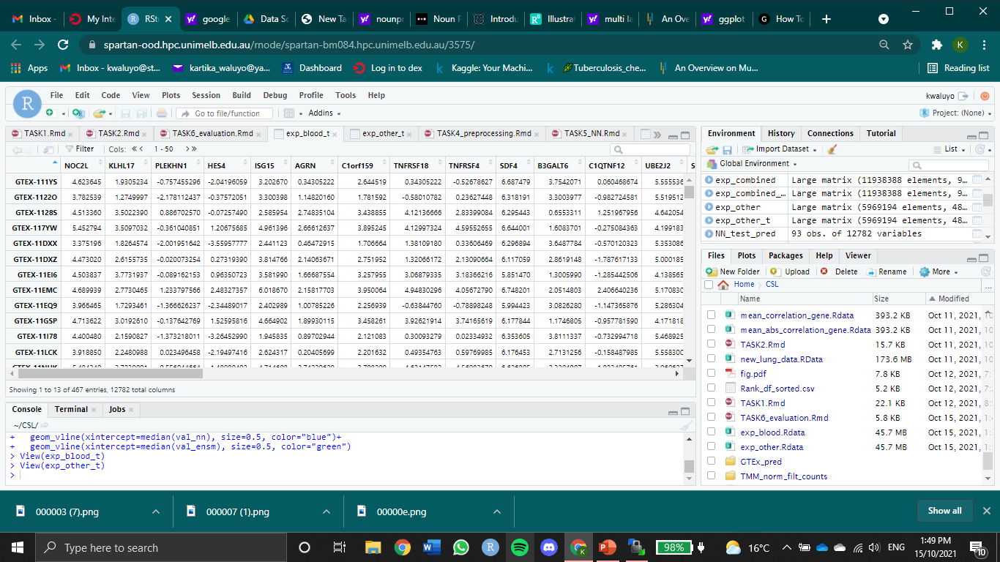 Inbox -
My Inte
RStu
google
Data Sc
New Ta
nounpr
Noun P
Introdu
Illustrat
multi la
An Ove
ggplot
How To
spartan-ood.hpc.unimelb.edu.au/rnode/spartan-bm084.hpc.unimelb.edu.au/3575/
K
Apps
Inbox - kwaluyo@st...
kartika_waluyo@ya...
Dashboard
Log in to dex
Kaggle: Your Machi...
Tuberculosis_che...
An Overview on Mu...
Reading list
R File Edit Code View Plots Session Build Debug Profile Tools Help
kwaluyo
Go to file/function
Addins
Project: (None)
TASK1.Rmd
TASK2.Rmd
TASK6_evaluation.Rmd
exp_blood_t
exp_other_t
TASK4_preprocessing.Rmd
TASK5_NN.Rmd
Filter Cols: « < 1 - 50 > »
NOC2L KLHL17 PLEKHN1 HES4 ISG15 AGRN C1orf159 TNFRSF18 TNFRSF4 SDF4 B3GALT6 C1QTNF12 UBE2J2 S
GTEX-111YS 4.623645 1.9305234 -0.757455296 -2.04196059 3.202670 0.34305222 2.644519 0.34305222 -0.52678627 6.687479 3.7542071 0.060468674 5.555536
GTEX-1122O 3.782539 1.2749997 -2.178112437 -0.37572051 3.300398 1.14820160 1.781592 -0.58010782 0.23627448 6.318191 3.3003977 -0.982724581 5.519512
GTEX-1128S 4.513360 3.5022390 0.886702570 -0.07257490 2.585954 2.74835104 3.438855 4.12136666 2.83399084 6.295443 0.6553311 1.251967956 4.642054
GTEX-117YW 5.452794 3.5097032 -0.361040851 1.20675685 4.961396 2.66612637 3.895245 4.12997324 4.59552655 6.644001 1.6083701 -0.275084363 4.199183
GTEX-11DXX 3.375196 1.8264574 -2.001951642 -3.55957777 2.441123 0.46472915 1.706664 1.38109180 0.33606469 6.296894 3.6487784 -0.570120323 5.353086
GTEX-11DXZ 4.473020 2.6155735 -0.020073254 0.27319390 3.814766 2.14063671 2.751952 1.32066172 2.13090664 6.117059 2.8619148 -1.787617133 5.000185
GTEX-11EI6 4.503837 3.7731937 -0.089162153 0.96350723 3.581990 1.66687554 3.257955 3.06879335 3.18366216 5.851470 1.3005990 -1.285442506 4.138565
GTEX-11EMC 4.689939 2.7730465 1.233797566 2.48327357 6.018670 2.15817703 3.950064 4.94830296 4.05672790 6.748201 2.0514803 2.406640236 5.170830
GTEX-11EQ9 3.966465 1.7293461 -1.366626237 -2.34489017 2.402989 1.00785226 2.256939 -0.63844760 -0.78898248 5.994423 3.0826280 -1.147365876 5.286304
GTEX-11GSP 4.713622 3.0192610 -0.137642769 1.52595816 4.664902 1.89930115 3.458261 3.92621914 3.74165619 6.177844 1.1746805 -0.957781590 4.171818
GTEX-11I78 4.400480 2.1590827 -1.373218011 -3.26452990 1.945835 0.89702944 2.121083 0.30093279 0.02334932 6.353605 3.8111337 -0.732994718 5.468925
GTEX-11LCK 3.918850 2.2480988 0.023496458 -2.19497416 2.624317 0.20405699 2.201632 0.49354763 0.59769985 6.176453 2.7131256 -0.158487985 5.558300
Showing 1 to 13 of 467 entries, 12782 total columns
Console Terminal Jobs
~/CSL/
+ geom_vline(xintercept=median(val_nn), size=0.5, color="blue")+
+ geom_vline(xintercept=median(val_ensm), size=0.5, color="green")
> View(exp_blood_t)
> View(exp_other_t)
>
Environment History Connections Tutorial
Import Dataset
List
Global Environment
exp_combined Large matrix (11938388 elements, 9...
exp_combined_... Large matrix (11938388 elements, 9...
exp_other Large matrix (5969194 elements, 48...
exp_other_t Large matrix (5969194 elements, 48...
NN_test_pred 93 obs. of 12782 variables
Files Plots Packages Help Viewer
New Folder Upload Delete Rename More
Home CSL ...
Name Size Modified
mean_correlation_gene.Rdata 393.2 KB Oct 11, 2021,
mean_abs_correlation_gene.Rdata 393.2 KB Oct 11, 2021,
TASK2.Rmd 15.7 KB Oct 11, 2021,
new_lung_data.RData 173.6 MB Oct 11, 2021,
fig.pdf 7.8 KB Oct 12, 2021,
Rank_df_sorted.csv 5.2 KB Oct 12, 2021,
TASK1.Rmd 22.1 KB Oct 12, 2021,
TASK6_evaluation.Rmd 5.8 KB Oct 15, 2021,
exp_blood.Rdata 45.7 MB Oct 15, 2021,
exp_other.Rdata 45.7 MB Oct 15, 2021,
GTEx_pred
TMM_norm_filt_counts
000003 (7).png
000007 (1).png
00000e.png
Show all
Type here to search
98%
16°C
ENG
1:49 PM
15/10/2021
10